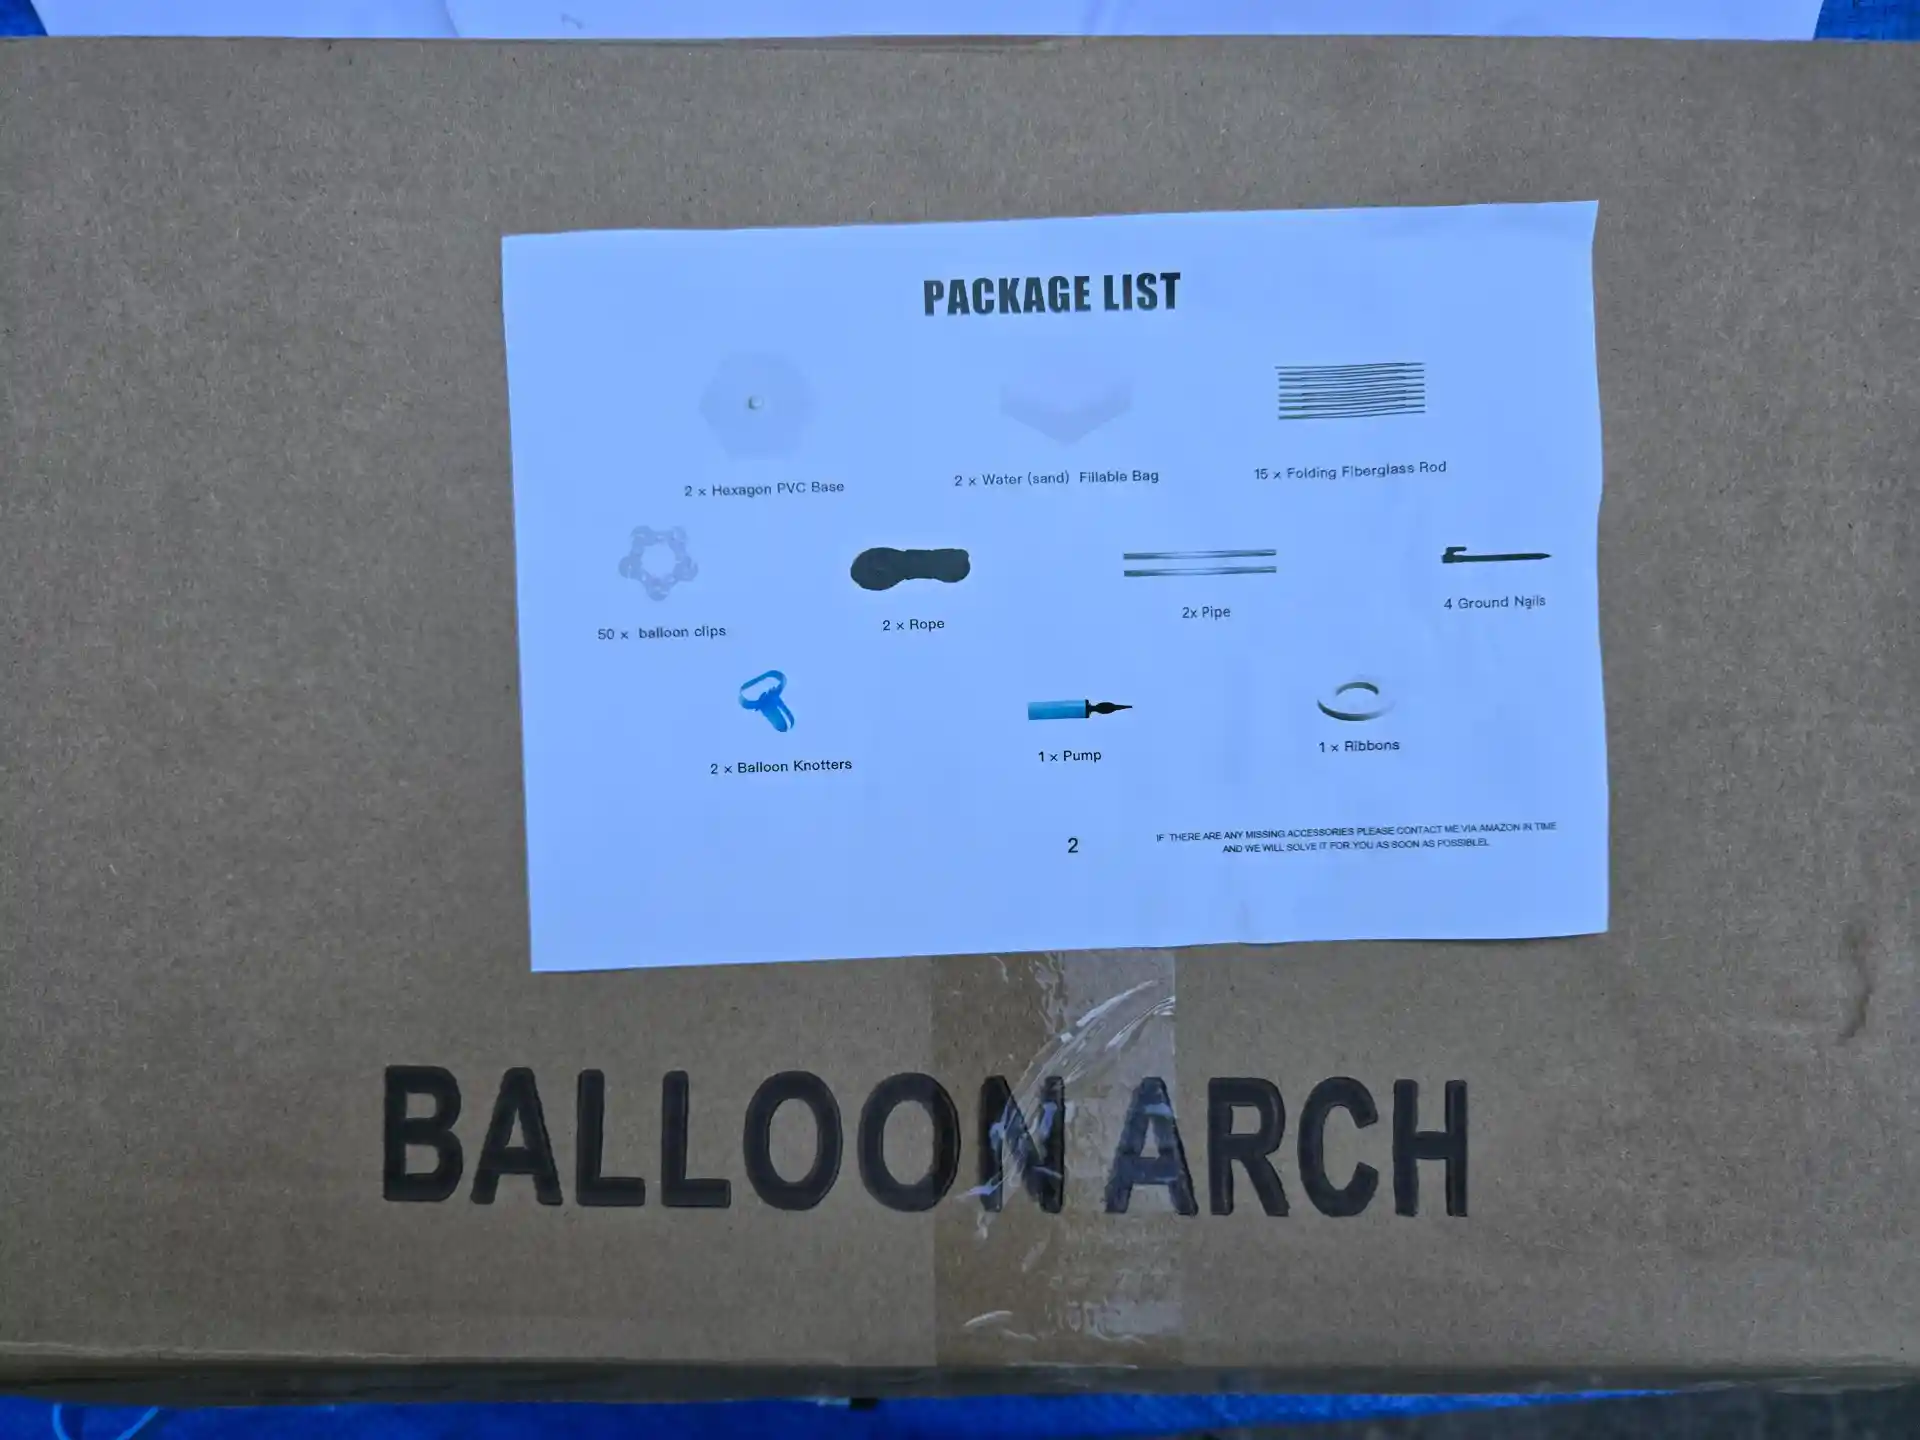 PACKAGE LIST
2 x Hexagon PVC Base
2 x Water (sand) Fillable Bag
15 x Folding Fiberglass Rod
50 x balloon clips
2 x Rope
2x Pipe
4 Ground Nails
2 x Balloon Knotters
1 x Pump
1 x Ribbons
2
IF THERE ARE ANY MISSING ACCESSORIES PLEASE CONTACT ME VIA AMAZON IN TIME
AND WE WILL SOLVE IT FOR YOU AS SOON AS POSSIBLEL
BALLOON ARCH